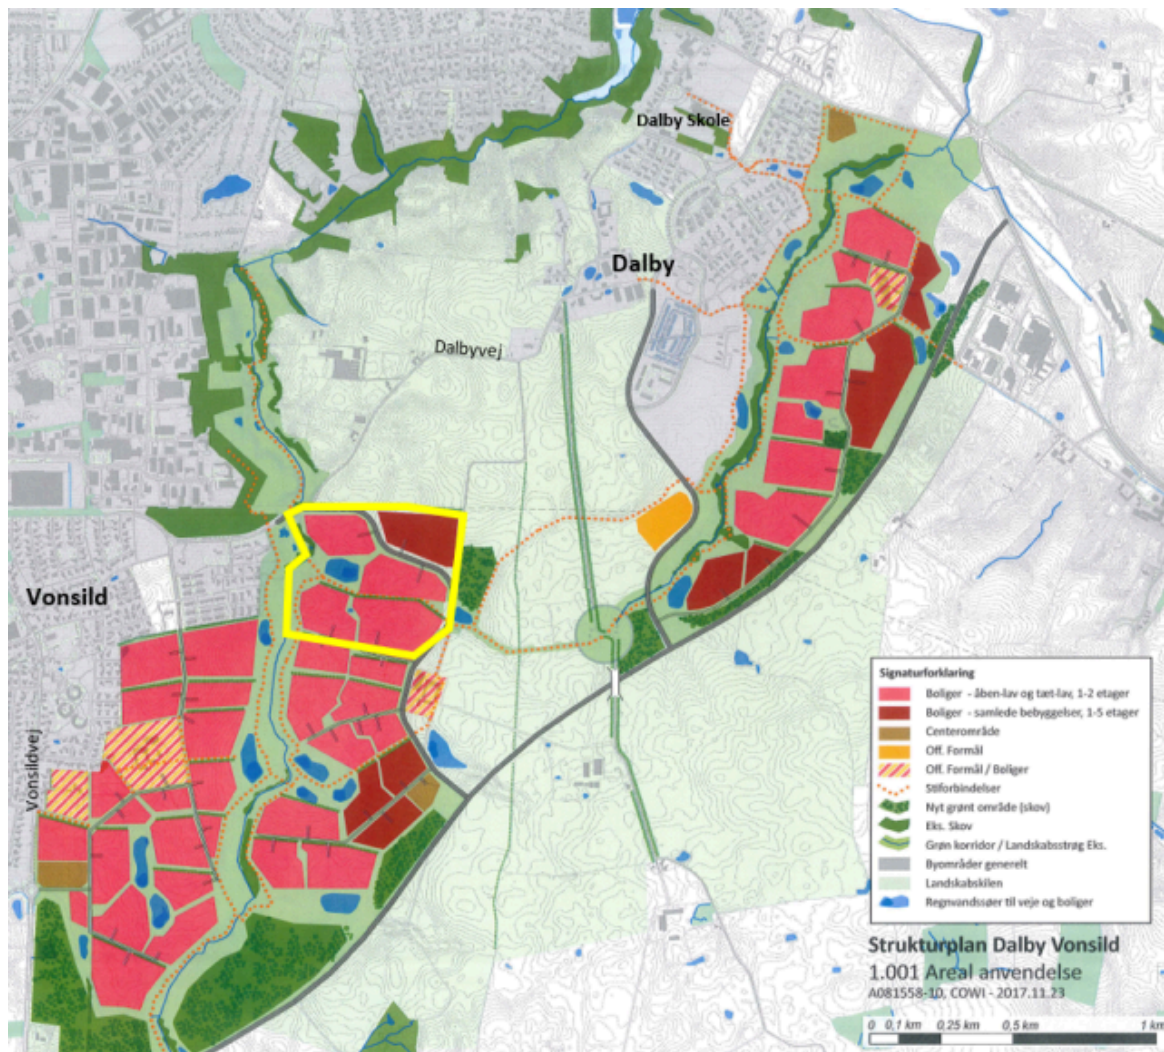 Dalby Skole
Dalby
Dalbyvej
Vonsild
Vonsildvej
Signaturforklaring
Boliger - åben-lav og tæt-lav, 1-2 etager
Boliger - samlede bebyggelser, 1-5 etager
Centerområde
Off. Formål
Off. Formål / Boliger
Stiforbindelser
Nyt grønt område (skov)
Eks. Skov
Grøn korridor / Landskabsstrøg Eks.
Byområder generelt
Landskabskilen
Regnvandssøer til veje og boliger
Strukturplan Dalby Vonsild
1.001 Areal anvendelse
A081558-10, COWI - 2017.11.23
0 0,1 km 0,25 km 0,5 km 1 km